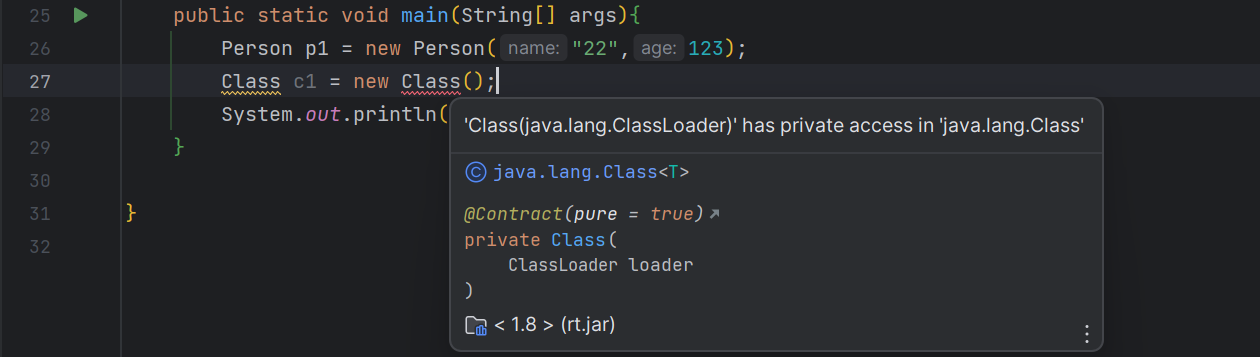 25 public static void main(String[] args){
26 Person p1 = new Person( name: "22", age: 123);
27 Class c1 = new Class();
28 System.out.println(
29 }
30
31 }
32
'Class(java.lang.ClassLoader)' has private access in 'java.lang.Class'
C java.lang.Class<T>
@Contract(pure = true)
private Class(
ClassLoader loader
)
< 1.8 > (rt.jar)